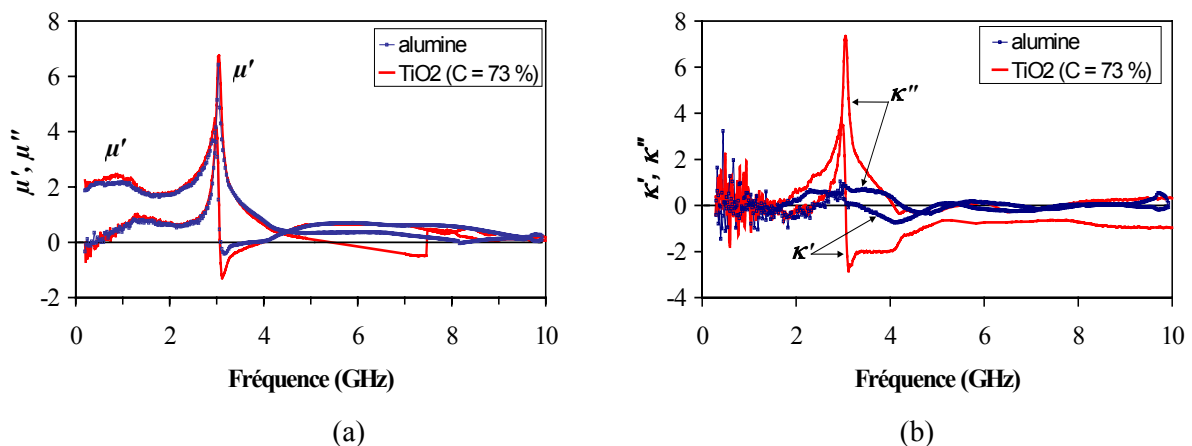 8
6
4
2
0
-2
μ', μ''
alumine
TiO2 (C = 73 %)
μ'
μ'
0 2 4 6 8 10
Fréquence (GHz)
(a)
8
6
4
2
0
-2
-4
κ', κ''
alumine
TiO2 (C = 73 %)
κ''
κ'
0 2 4 6 8 10
Fréquence (GHz)
(b)